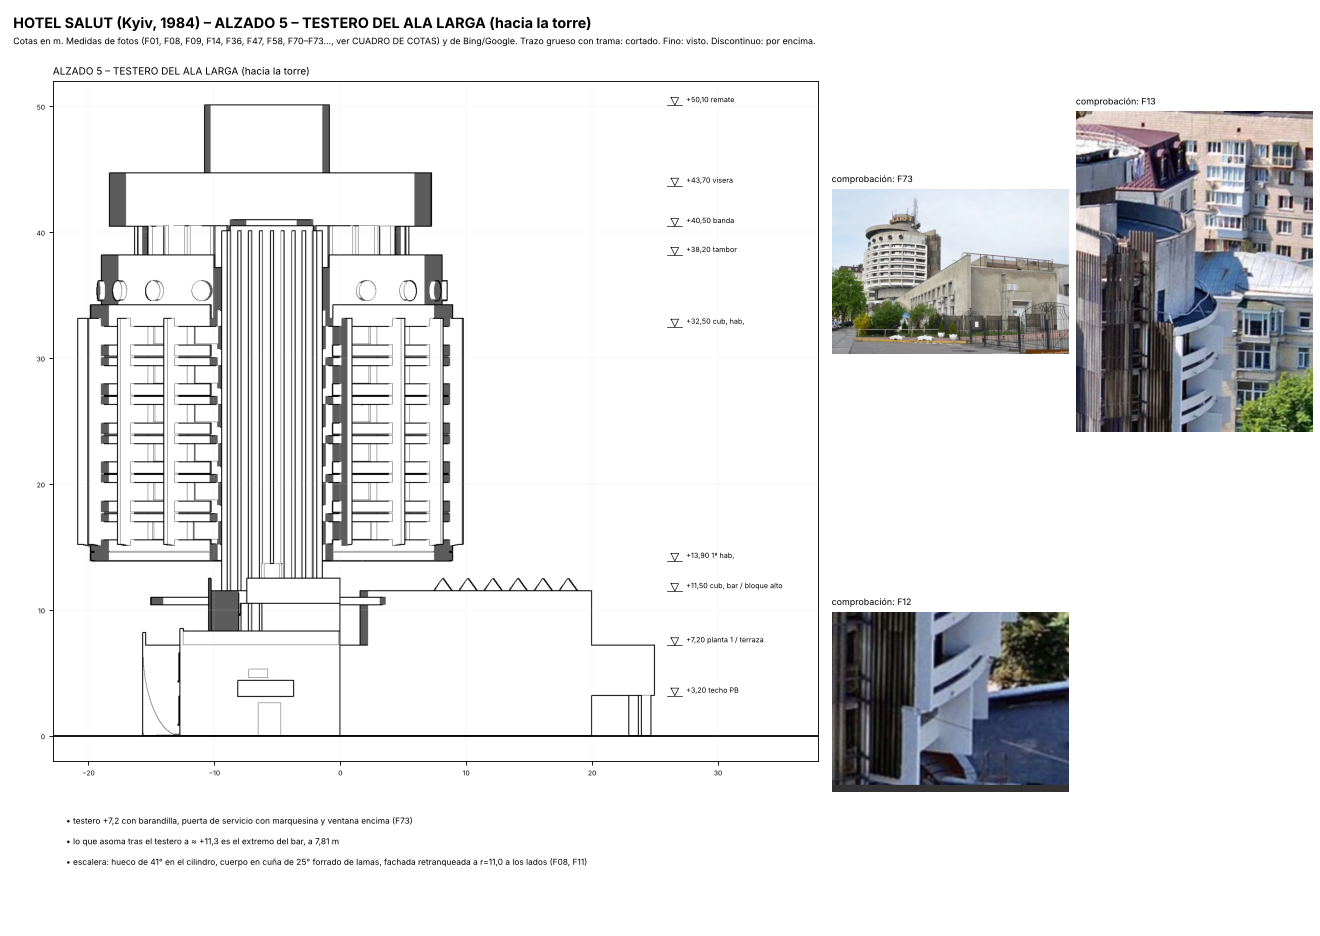 HOTEL SALUT (Kyiv, 1984) – ALZADO 5 – TESTERO DEL ALA LARGA (hacia la torre)
Cotas en m. Medidas de fotos (F01, F08, F09, F14, F36, F47, F58, F70–F73..., ver CUADRO DE COTAS) y de Bing/Google. Trazo grueso con trama: cortado. Fino: visto. Discontinuo: por encima.
ALZADO 5 – TESTERO DEL ALA LARGA (hacia la torre)
50
40
30
20
10
0
−20
−10
0
10
20
30
+50,10 remate
+43,70 visera
+40,50 banda
+38,20 tambor
+32,50 cub, hab,
+13,90 1ª hab,
+11,50 cub, bar / bloque alto
+7,20 planta 1 / terraza
+3,20 techo PB
comprobación: F73
comprobación: F13
comprobación: F12
• testero +7,2 con barandilla, puerta de servicio con marquesina y ventana encima (F73)
• lo que asoma tras el testero a ≈ +11,3 es el extremo del bar, a 7,81 m
• escalera: hueco de 41° en el cilindro, cuerpo en cuña de 25° forrado de lamas, fachada retranqueada a r=11,0 a los lados (F08, F11)